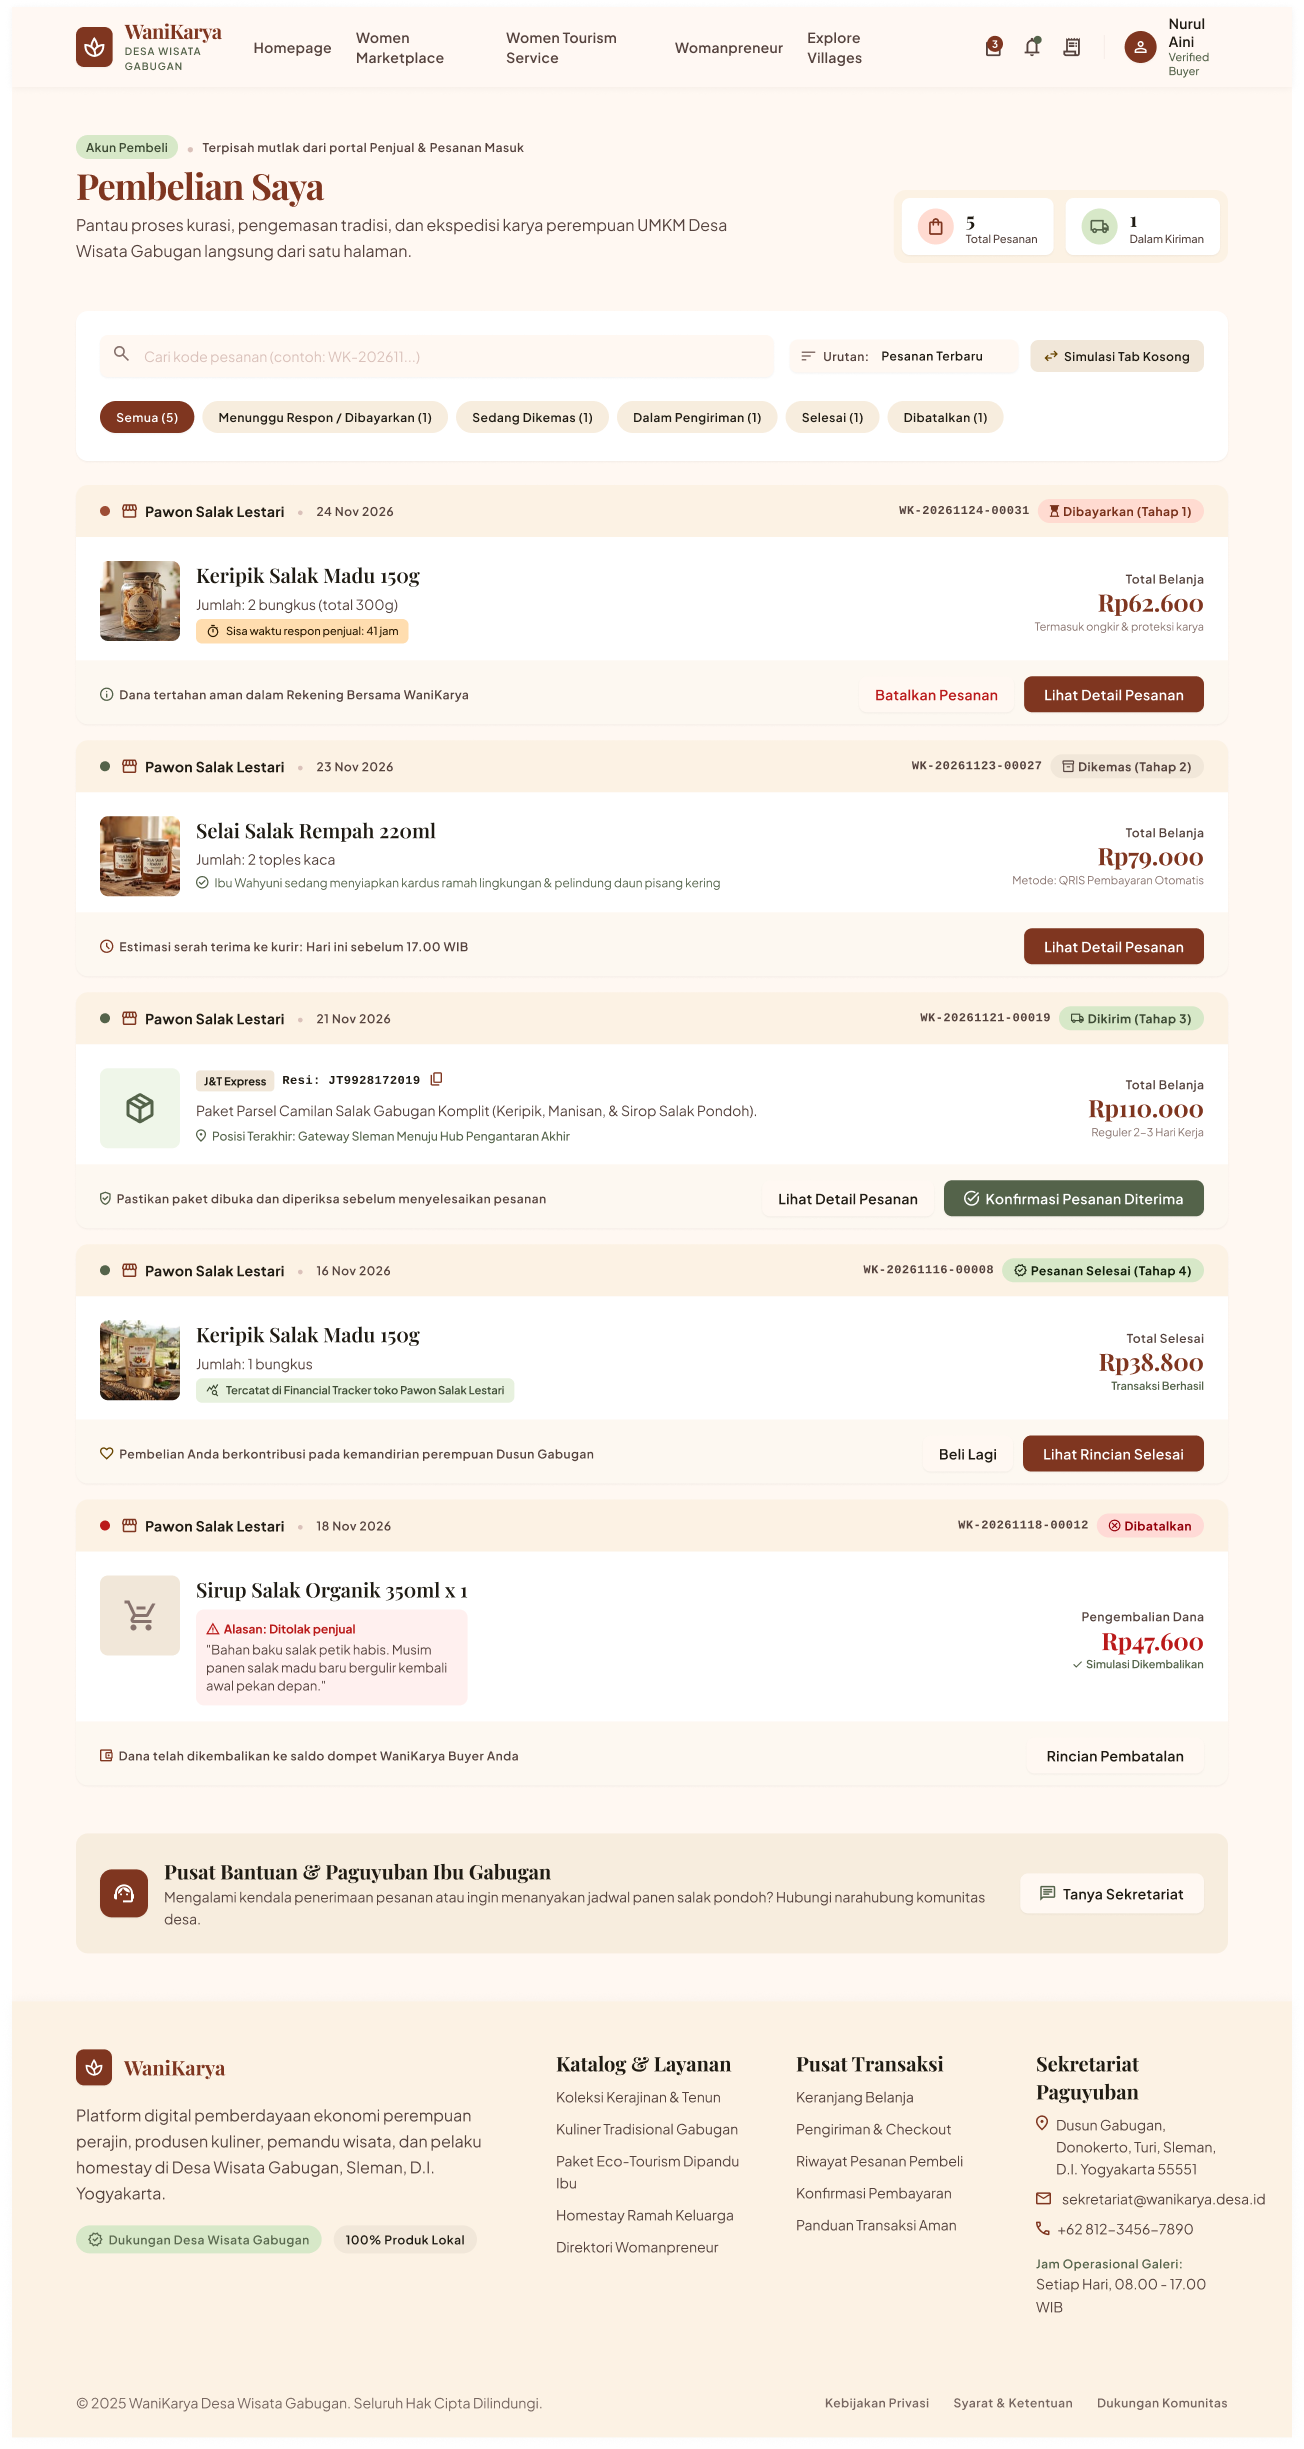 WaniKarya
DESA WISATA
GABUGAN
Homepage
Women
Marketplace
Women Tourism
Service
Womanpreneur
Explore
Villages
3
Nurul
Aini
Verified
Buyer
Akun Pembeli
Terpisah mutlak dari portal Penjual & Pesanan Masuk
Pembelian Saya
Pantau proses kurasi, pengemasan tradisi, dan ekspedisi karya perempuan UMKM Desa
Wisata Gabugan langsung dari satu halaman.
5
Total Pesanan
1
Dalam Kiriman
Cari kode pesanan (contoh: WK-202611...)
Urutan: Pesanan Terbaru
Simulasi Tab Kosong
Semua (5)
Menunggu Respon / Dibayarkan (1)
Sedang Dikemas (1)
Dalam Pengiriman (1)
Selesai (1)
Dibatalkan (1)
Pawon Salak Lestari • 24 Nov 2026
WK-20261124-00031
Dibayarkan (Tahap 1)
Keripik Salak Madu 150g
Jumlah: 2 bungkus (total 300g)
Sisa waktu respon penjual: 41 jam
Total Belanja
Rp62.600
Termasuk ongkir & proteksi karya
Dana tertahan aman dalam Rekening Bersama WaniKarya
Batalkan Pesanan
Lihat Detail Pesanan
Pawon Salak Lestari • 23 Nov 2026
WK-20261123-00027
Dikemas (Tahap 2)
Selai Salak Rempah 220ml
Jumlah: 2 toples kaca
Ibu Wahyuni sedang menyiapkan kardus ramah lingkungan & pelindung daun pisang kering
Total Belanja
Rp79.000
Metode: QRIS Pembayaran Otomatis
Estimasi serah terima ke kurir: Hari ini sebelum 17.00 WIB
Lihat Detail Pesanan
Pawon Salak Lestari • 21 Nov 2026
WK-20261121-00019
Dikirim (Tahap 3)
J&T Express
Resi: JT9928172019
Paket Parsel Camilan Salak Gabugan Komplit (Keripik, Manisan, & Sirop Salak Pondoh).
Posisi Terakhir: Gateway Sleman Menuju Hub Pengantaran Akhir
Total Belanja
Rp110.000
Reguler 2–3 Hari Kerja
Pastikan paket dibuka dan diperiksa sebelum menyelesaikan pesanan
Lihat Detail Pesanan
Konfirmasi Pesanan Diterima
Pawon Salak Lestari • 16 Nov 2026
WK-20261116-00008
Pesanan Selesai (Tahap 4)
Keripik Salak Madu 150g
Jumlah: 1 bungkus
Tercatat di Financial Tracker toko Pawon Salak Lestari
Total Selesai
Rp38.800
Transaksi Berhasil
Pembelian Anda berkontribusi pada kemandirian perempuan Dusun Gabugan
Beli Lagi
Lihat Rincian Selesai
Pawon Salak Lestari • 18 Nov 2026
WK-20261118-00012
Dibatalkan
Sirup Salak Organik 350ml x 1
Alasan: Ditolak penjual
"Bahan baku salak petik habis. Musim
panen salak madu baru bergulir kembali
awal pekan depan."
Pengembalian Dana
Rp47.600
Simulasi Dikembalikan
Dana telah dikembalikan ke saldo dompet WaniKarya Buyer Anda
Rincian Pembatalan
Pusat Bantuan & Paguyuban Ibu Gabugan
Mengalami kendala penerimaan pesanan atau ingin menanyakan jadwal panen salak pondoh? Hubungi narahubung komunitas
desa.
Tanya Sekretariat
WaniKarya
Platform digital pemberdayaan ekonomi perempuan
perajin, produsen kuliner, pemandu wisata, dan pelaku
homestay di Desa Wisata Gabugan, Sleman, D.I.
Yogyakarta.
Dukungan Desa Wisata Gabugan
100% Produk Lokal
Katalog & Layanan
Koleksi Kerajinan & Tenun
Kuliner Tradisional Gabugan
Paket Eco-Tourism Dipandu
Ibu
Homestay Ramah Keluarga
Direktori Womanpreneur
Pusat Transaksi
Keranjang Belanja
Pengiriman & Checkout
Riwayat Pesanan Pembeli
Konfirmasi Pembayaran
Panduan Transaksi Aman
Sekretariat
Paguyuban
Dusun Gabugan,
Donokerto, Turi, Sleman,
D.I. Yogyakarta 55551
sekretariat@wanikarya.desa.id
+62 812-3456-7890
Jam Operasional Galeri:
Setiap Hari, 08.00 - 17.00
WIB
© 2025 WaniKarya Desa Wisata Gabugan. Seluruh Hak Cipta Dilindungi.
Kebijakan Privasi
Syarat & Ketentuan
Dukungan Komunitas